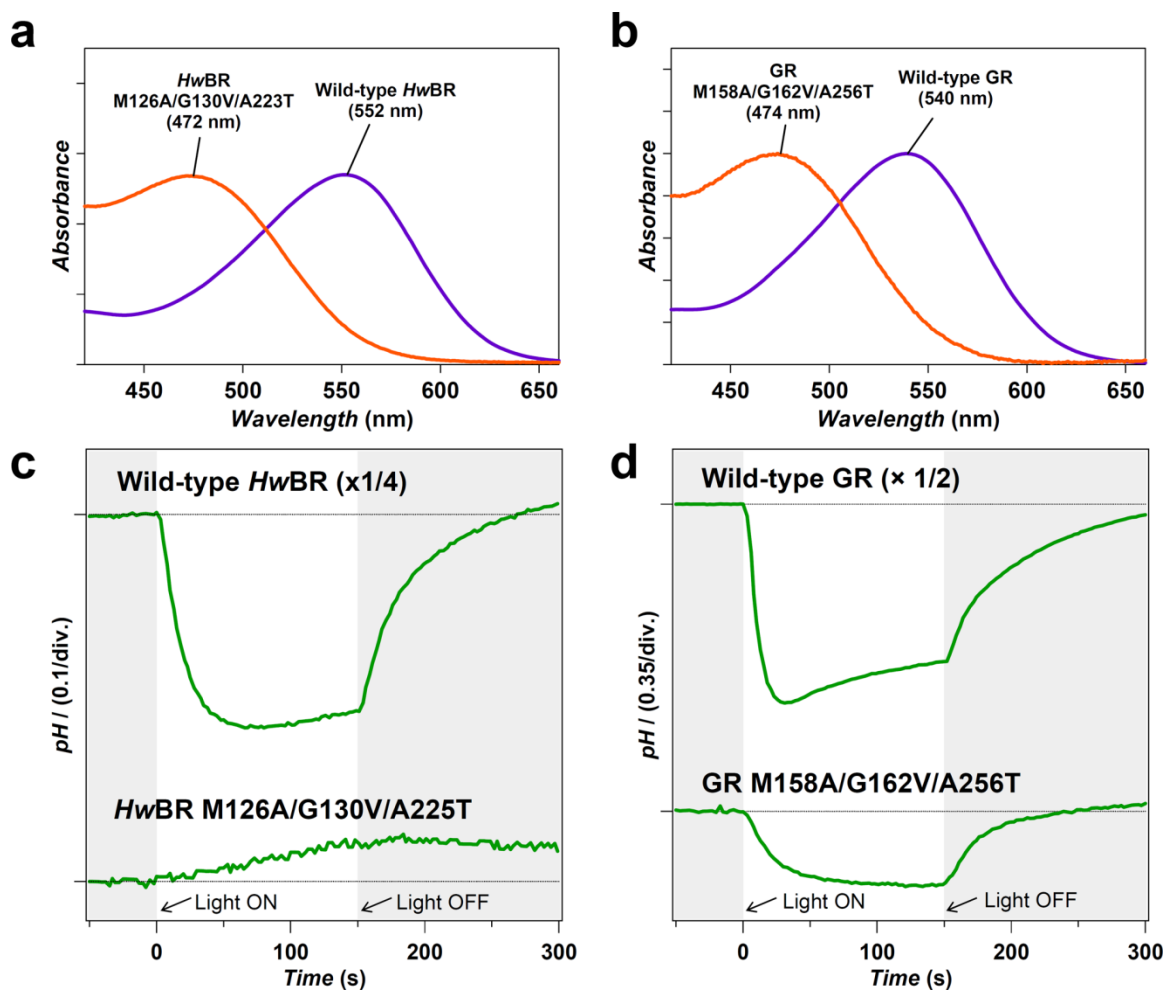 a
HwBR
M126A/G130V/A223T
(472 nm)
Wild-type HwBR
(552 nm)
Absorbance
450 500 550 600 650
Wavelength (nm)
b
GR
M158A/G162V/A256T
(474 nm)
Wild-type GR
(540 nm)
Absorbance
450 500 550 600 650
Wavelength (nm)
c
Wild-type HwBR (x1/4)
pH / (0.1/div.)
HwBR M126A/G130V/A225T
Light ON
Light OFF
0 100 200 300
Time (s)
d
Wild-type GR (× 1/2)
pH / (0.35/div.)
GR M158A/G162V/A256T
Light ON
Light OFF
0 100 200 300
Time (s)